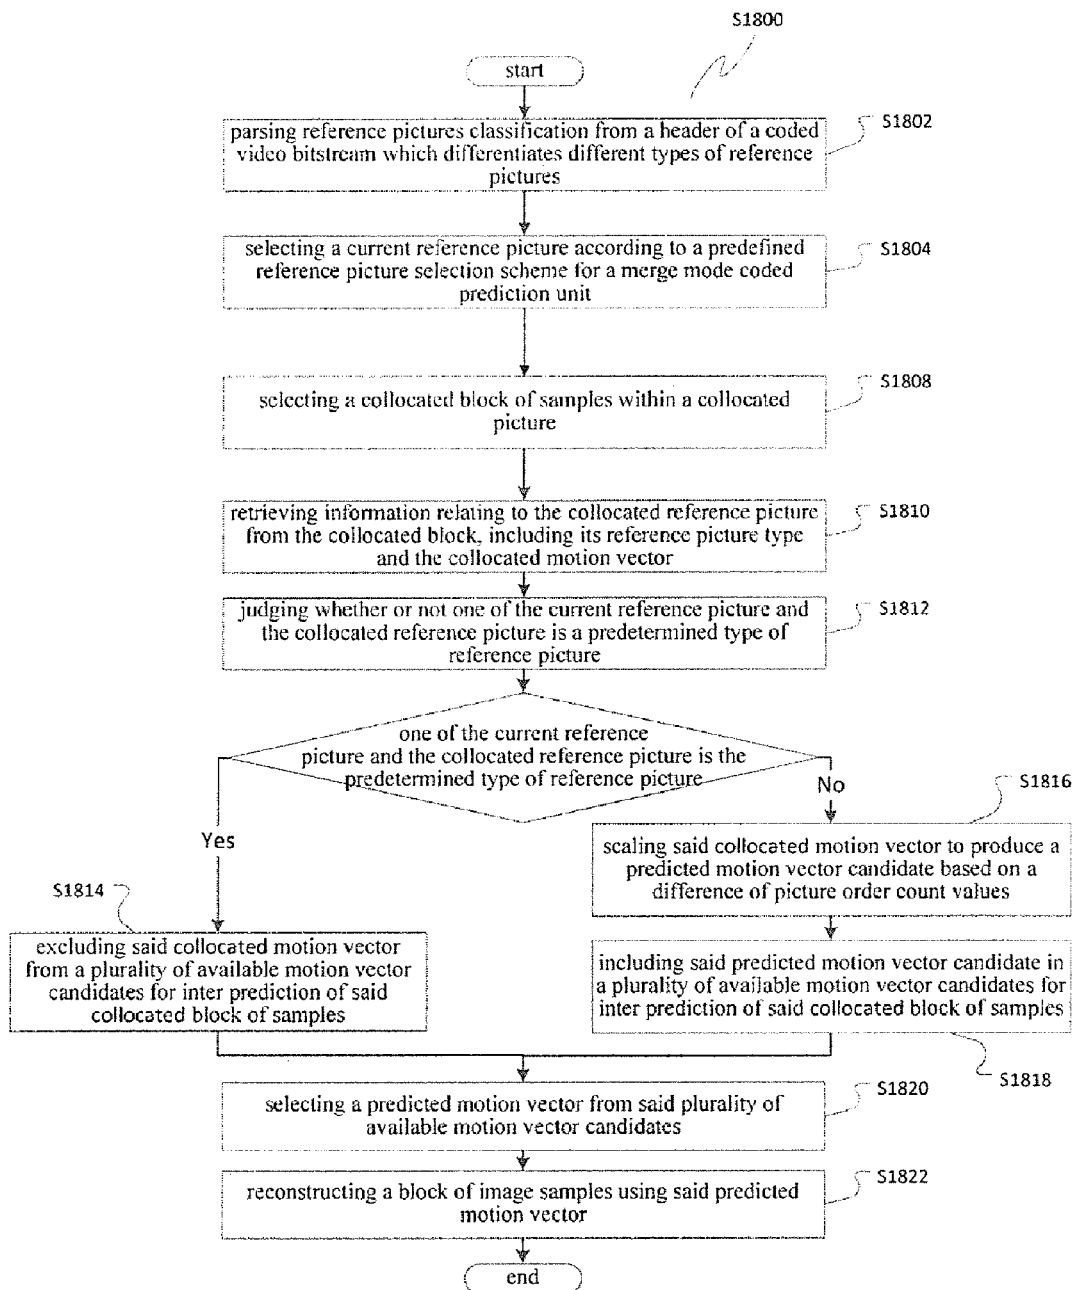 S1800
start
parsing reference pictures classification from a header of a coded
video bitstream which differentiates different types of reference
pictures
S1802
selecting a current reference picture according to a predefined
reference picture selection scheme for a merge mode coded
prediction unit
S1804
selecting a collocated block of samples within a collocated
picture
S1808
retrieving information relating to the collocated reference picture
from the collocated block, including its reference picture type
and the collocated motion vector
S1810
judging whether or not one of the current reference picture and
the collocated reference picture is a predetermined type of
reference picture
S1812
one of the current reference
picture and the collocated reference picture is the
predetermined type of reference picture
Yes
No
S1816
scaling said collocated motion vector to produce a
predicted motion vector candidate based on a
difference of picture order count values
S1814
excluding said collocated motion vector
from a plurality of available motion vector
candidates for inter prediction of said
collocated block of samples
including said predicted motion vector candidate in
a plurality of available motion vector candidates for
inter prediction of said collocated block of samples
S1818
selecting a predicted motion vector from said plurality of
available motion vector candidates
S1820
reconstructing a block of image samples using said predicted
motion vector
S1822
end